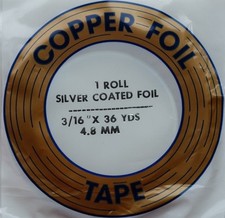 COPPER FOIL
1 ROLL
SILVER COATED FOIL
3/16" X 36 YDS
4.8 MM
TAPE